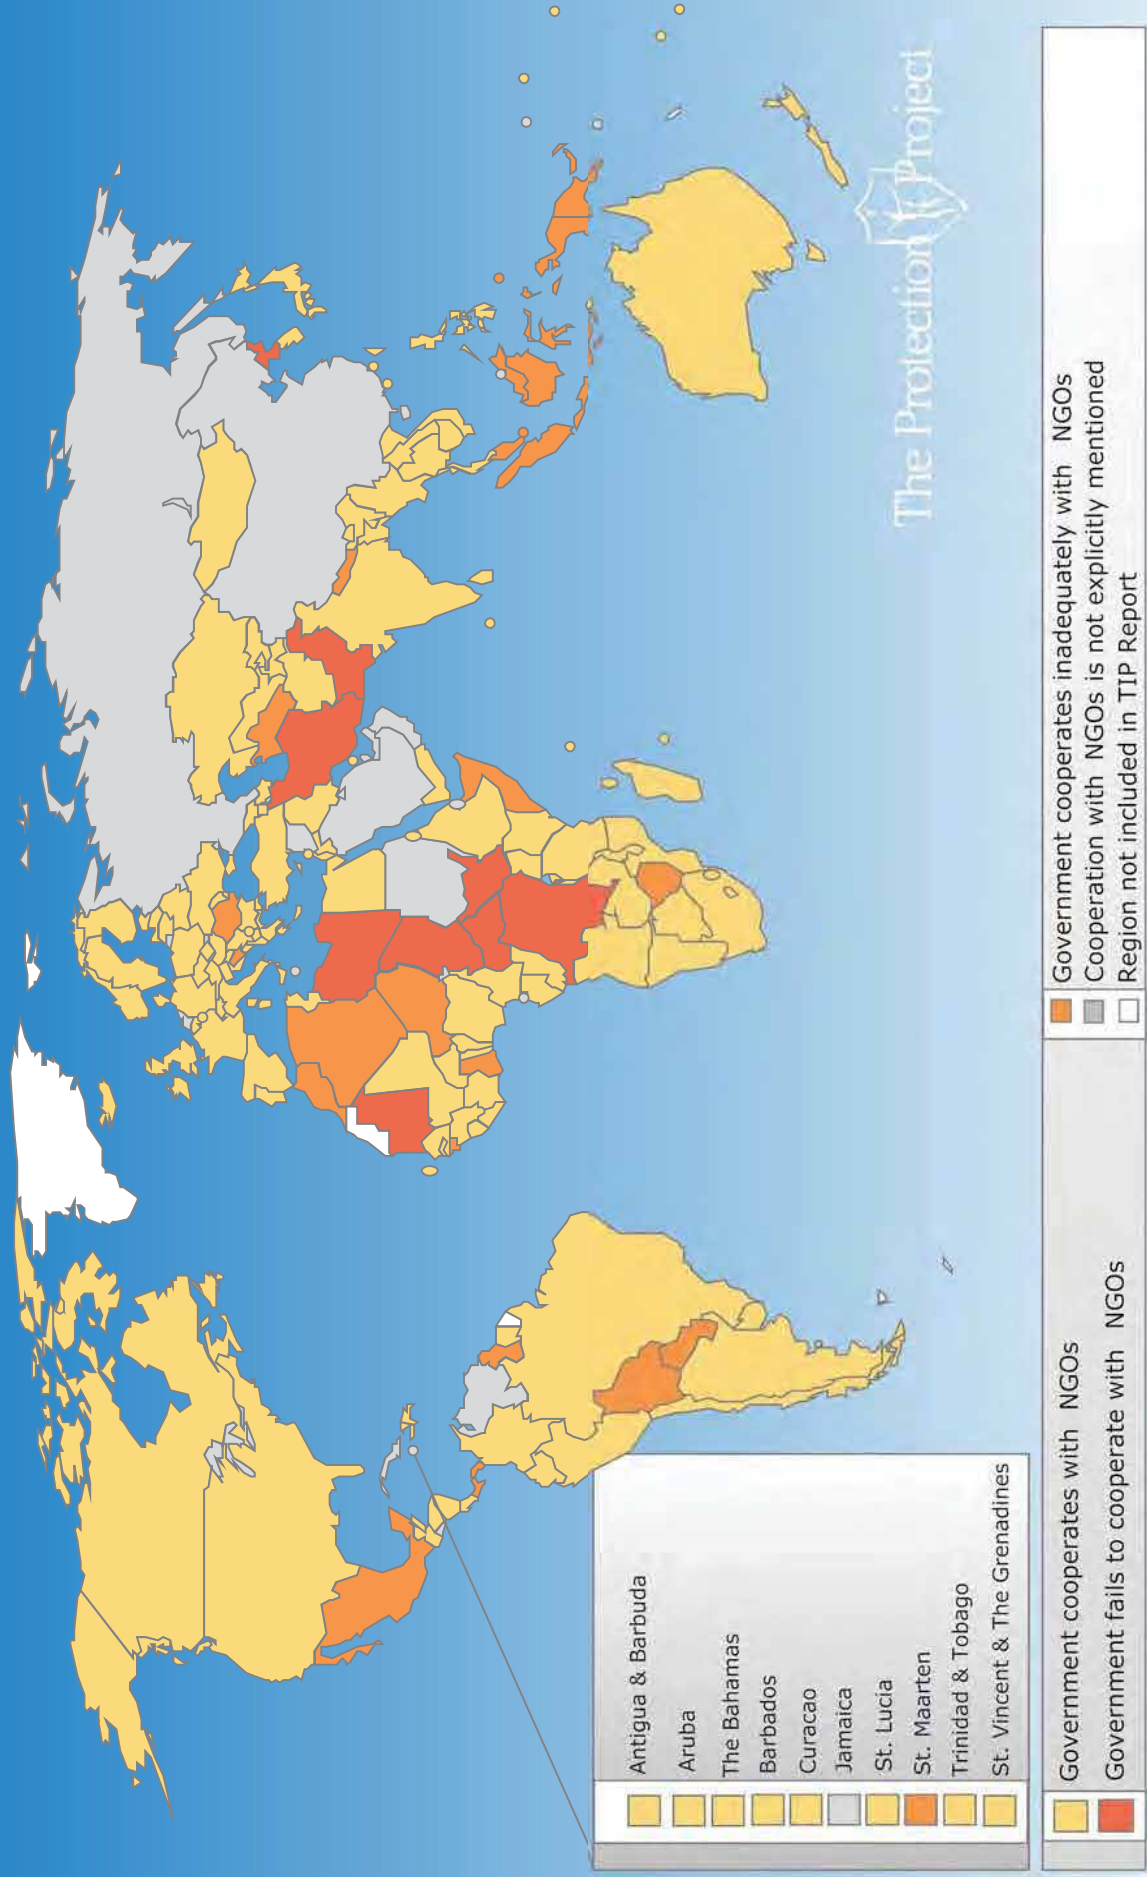 The Protection Project
Antigua & Barbuda
Aruba
The Bahamas
Barbados
Curacao
Jamaica
St. Lucia
St. Maarten
Trinidad & Tobago
St. Vincent & The Grenadines
Government cooperates with NGOs
Government fails to cooperate with NGOs
Government cooperates inadequately with NGOs
Cooperation with NGOs is not explicitly mentioned
Region not included in TIP Report